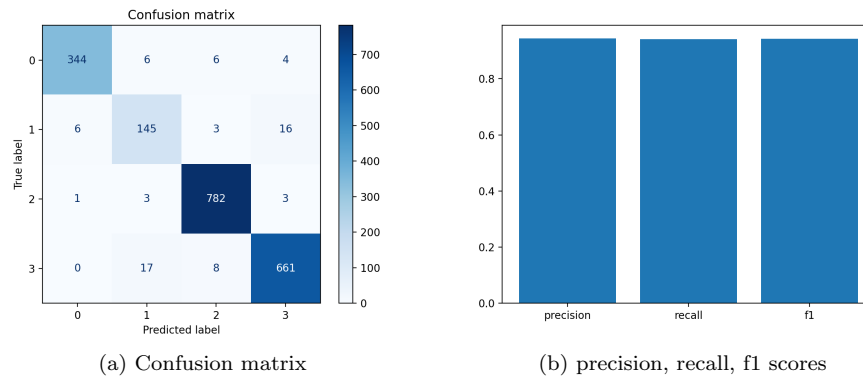 Confusion matrix
0
344 6 6 4
1
6 145 3 16
2
1 3 782 3
3
0 17 8 661
0 1 2 3
True label
Predicted label
700
600
500
400
300
200
100
0
0.8
0.6
0.4
0.2
0.0
precision recall f1
(a) Confusion matrix
(b) precision, recall, f1 scores